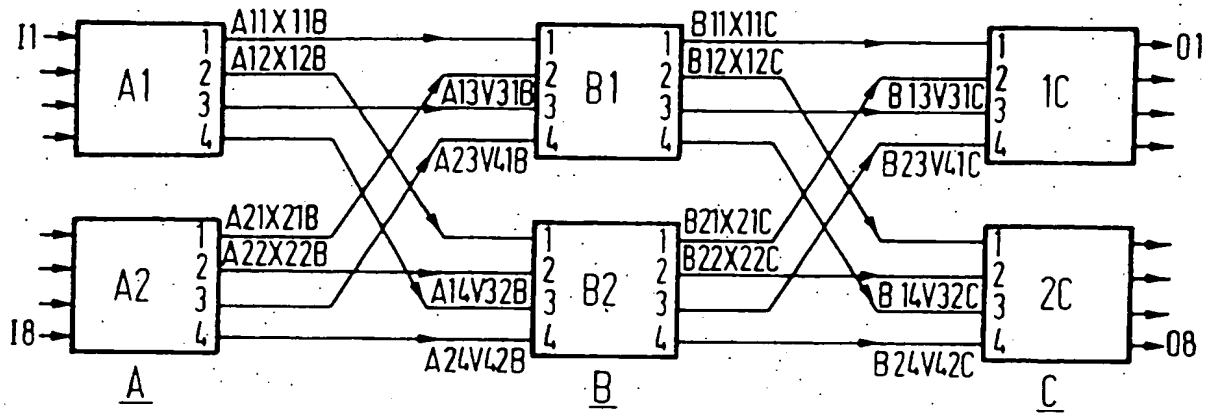 I1
A1
1
2
3
4
A11X11B
A12X12B
A13V31B
A23V41B
1
2
3
4
B1
1
2
3
4
B11X11C
B12X12C
B13V31C
B23V41C
1
2
3
4
1C
O1
I8
A2
1
2
3
4
A21X21B
A22X22B
A14V32B
A24V42B
1
2
3
4
B2
1
2
3
4
B21X21C
B22X22C
B14V32C
B24V42C
1
2
3
4
2C
O8
A
B
C